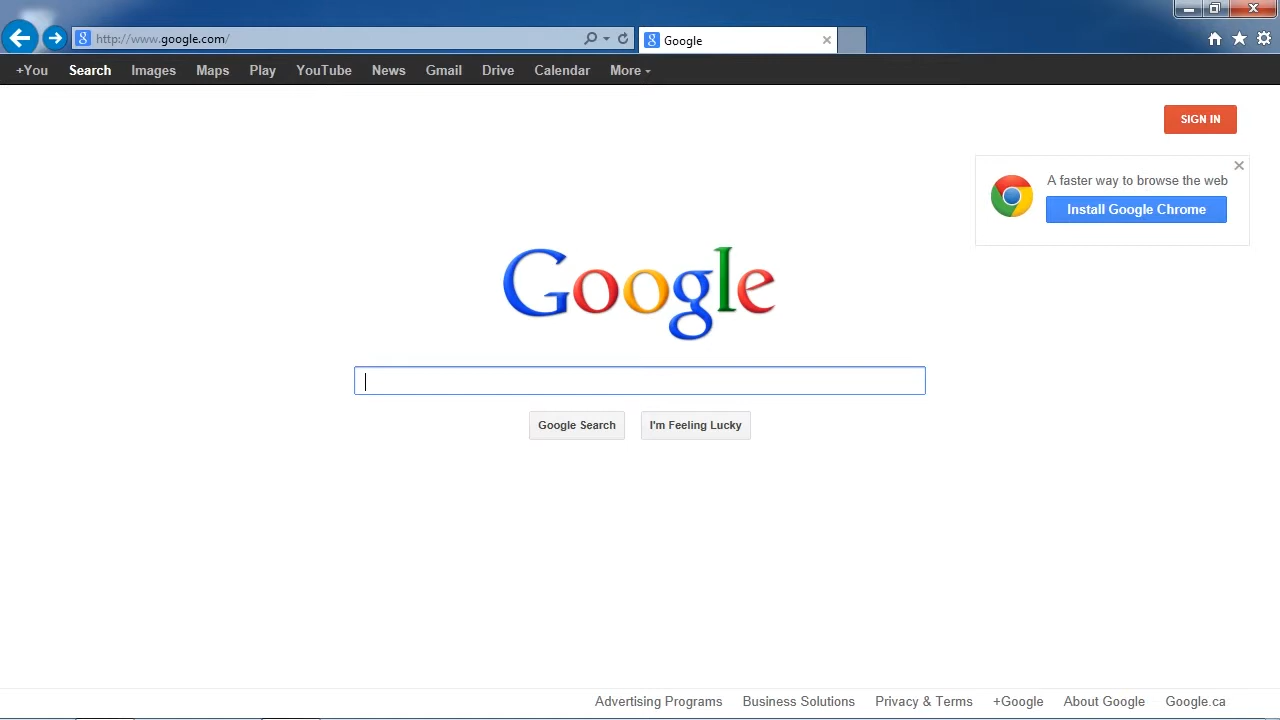 http://www.google.com/
Google
+You Search Images Maps Play YouTube News Gmail Drive Calendar More
SIGN IN
A faster way to browse the web
Install Google Chrome
Google
Google Search I'm Feeling Lucky
Advertising Programs Business Solutions Privacy & Terms +Google About Google Google.ca